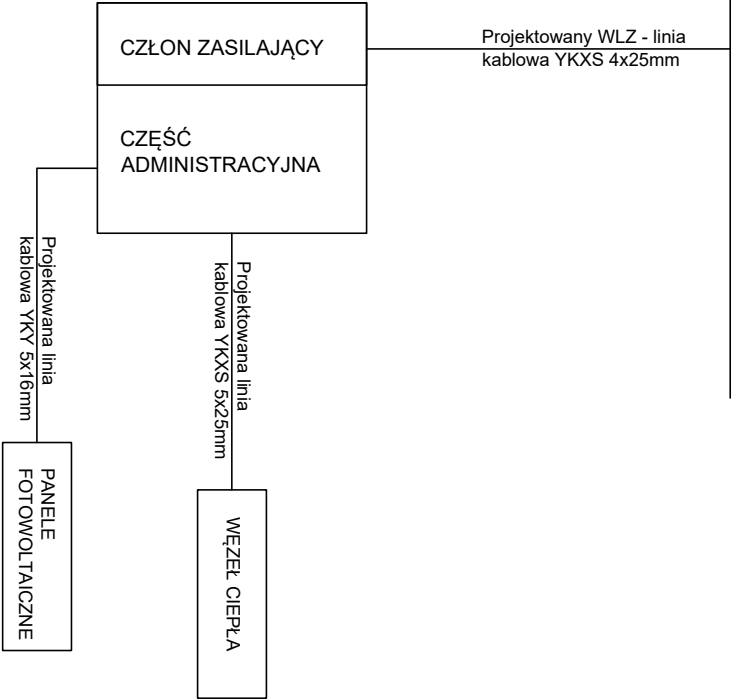 CZŁON ZASILAJĄCY
Projektowany WLZ - linia
kablowa YKXS 4x25mm
CZĘŚĆ
ADMINISTRACYJNA
Projektowana linia
kablowa YKY 5x16mm
Projektowana linia
kablowa YKXS 5x25mm
PANELE
FOTOWOLTAICZNE
WĘZEŁ CIEPŁA